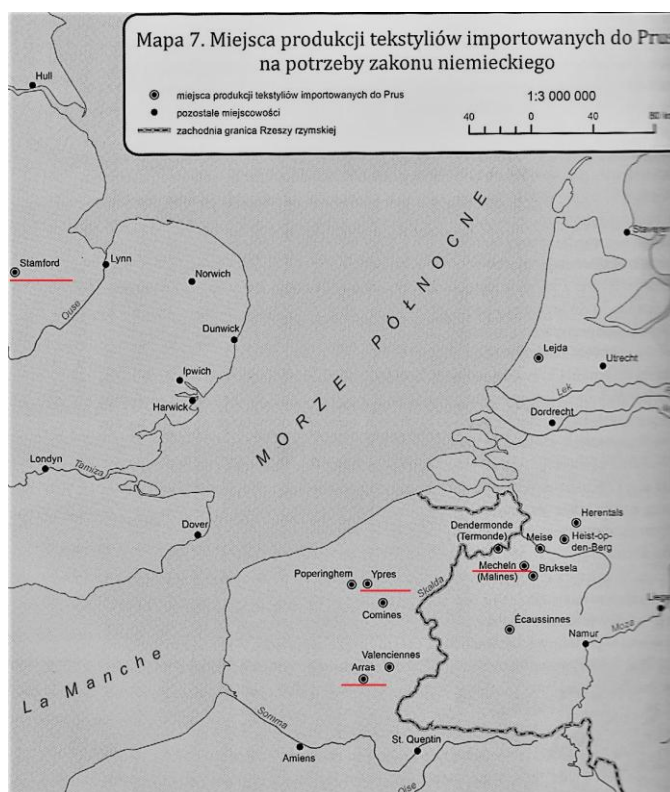 Mapa 7. Miejsca produkcji tekstyliów importowanych do Prus
na potrzeby zakonu niemieckiego
miejsca produkcji tekstyliów importowanych do Prus
pozostałe miejscowości
zachodnia granica Rzeszy rzymskiej
1:3 000 000
40 0 40 80
Hull
Stamford
Lynn
Norwich
Ouse
Dunwick
Ipwich
Harwick
Londyn
Tamiza
Dover
MORZE PÓŁNOCNE
La Manche
Lejda
Utrecht
Lek
Dordrecht
Herentals
Dendermonde
(Termonde)
Meise
Heist-op-
den-Berg
Mecheln
(Malines)
Bruksela
Poperinghem
Ypres
Skalda
Comines
Écaussinnes
Namur
Moza
Valenciennes
Arras
Somma
Amiens
St. Quentin
Oise